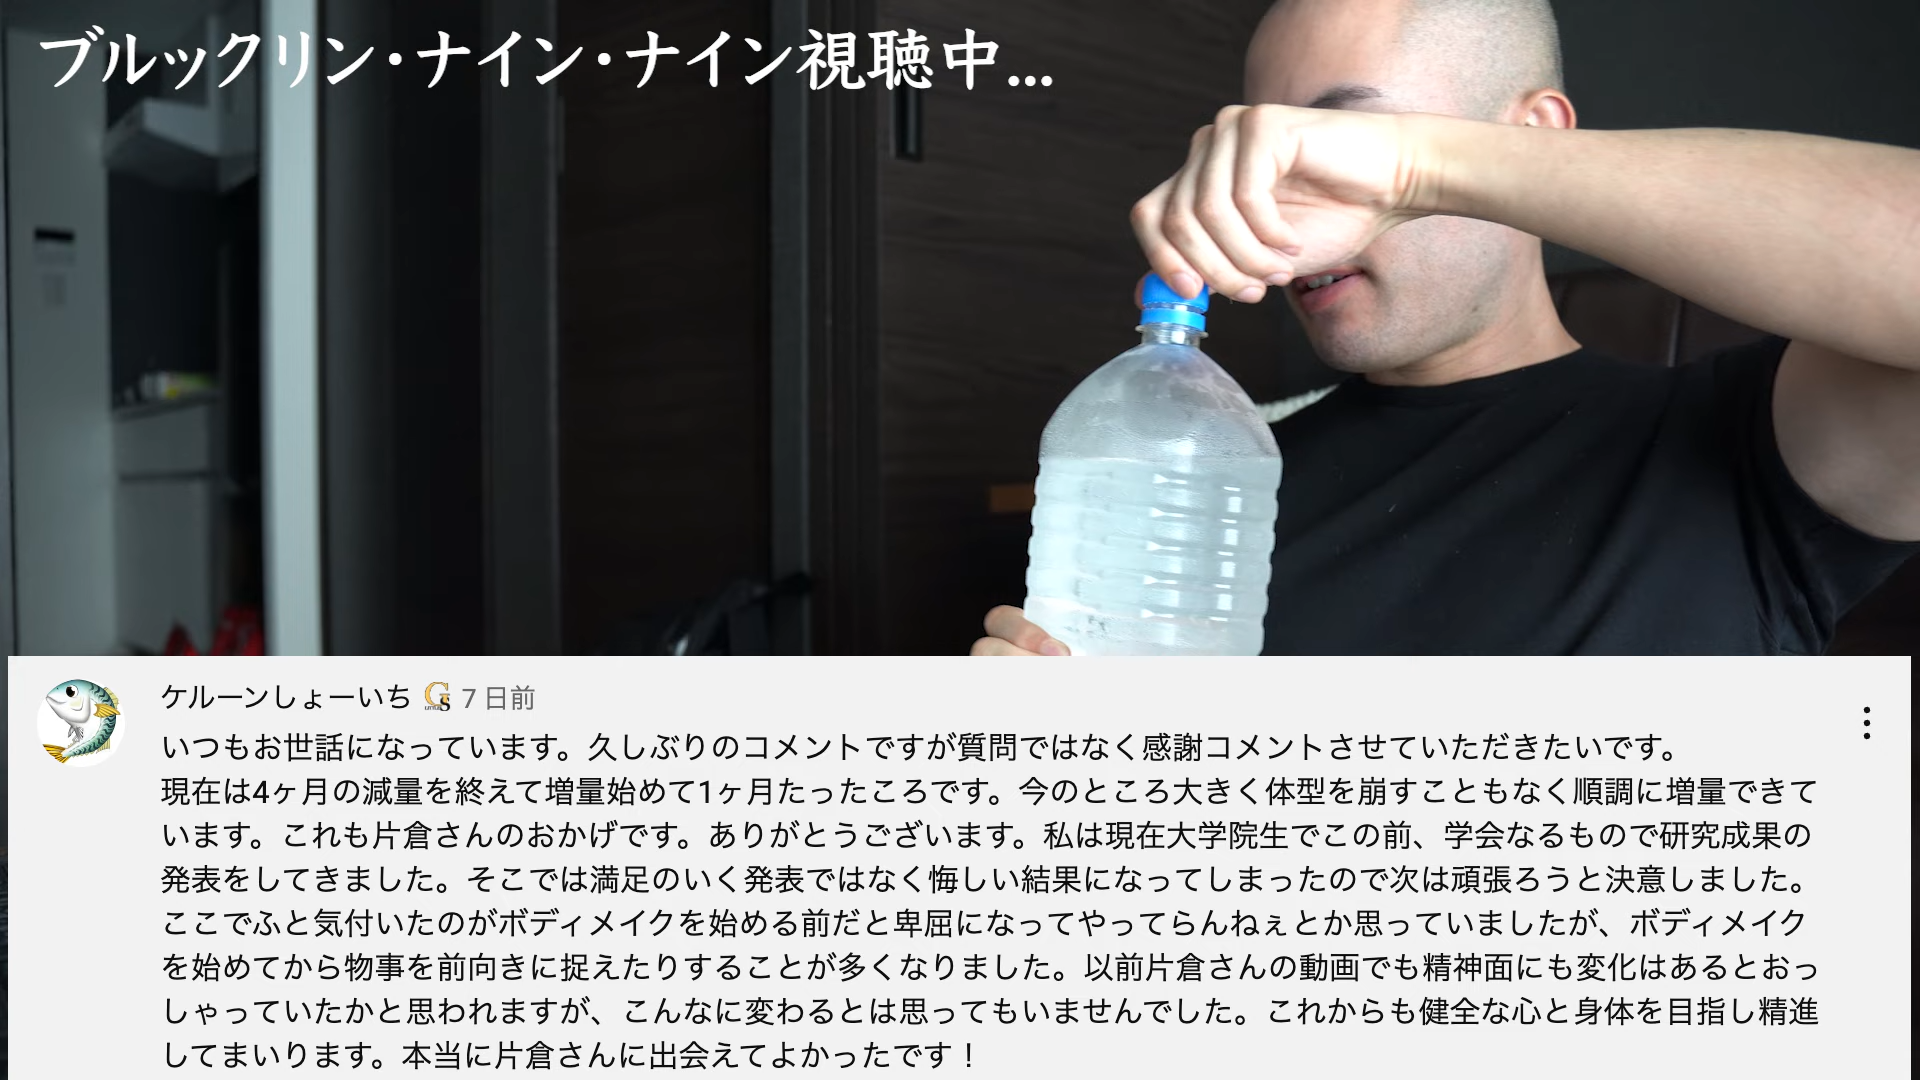 ブルックリン・ナイン・ナイン視聴中...
ケルーンしょーいち 7 日前
いつもお世話になっています。久しぶりのコメントですが質問ではなく感謝コメントさせていただきたいです。
現在は4ヶ月の減量を終えて増量始めて1ヶ月たったころです。今のところ大きく体型を崩すこともなく順調に増量できて
います。これも片倉さんのおかげです。ありがとうございます。私は現在大学院生でこの前、学会なるもので研究成果の
発表をしてきました。そこでは満足のいく発表ではなく悔しい結果になってしまったので次は頑張ろうと決意しました。
ここでふと気付いたのがボディメイクを始める前だと卑屈になってやってらんねぇとか思っていましたが、ボディメイク
を始めてから物事を前向きに捉えたりすることが多くなりました。以前片倉さんの動画でも精神面にも変化はあるとおっ
しゃっていたかと思われますが、こんなに変わるとは思ってもいませんでした。これからも健全な心と身体を目指し精進
してまいります。本当に片倉さんに出会えてよかったです！